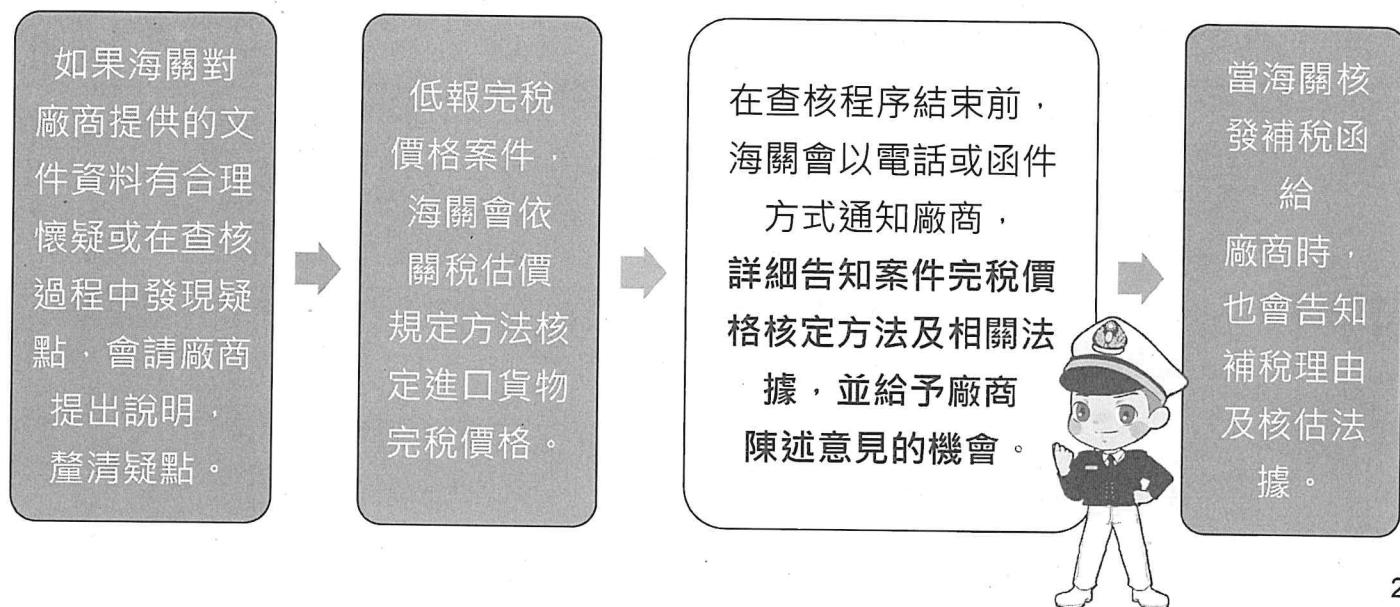 如果海關對
廠商提供的文
件資料有合理
懷疑或在查核
過程中發現疑
點，會請廠商
提出說明，
釐清疑點。
低報完稅
價格案件，
海關會依
關稅估價
規定方法核
定進口貨物
完稅價格。
在查核程序結束前，
海關會以電話或函件
方式通知廠商，
詳細告知案件完稅價
格核定方法及相關法
據，並給予廠商
陳述意見的機會。
當海關核
發補稅函
給
廠商時，
也會告知
補稅理由
及核估法
據。
2